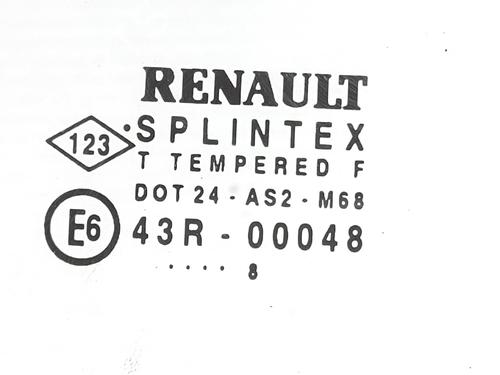 RENAULT
123 · SPLINTEX
T TEMPERED F
DOT 24 - AS2 - M68
E6 43R - 00048
···· 8